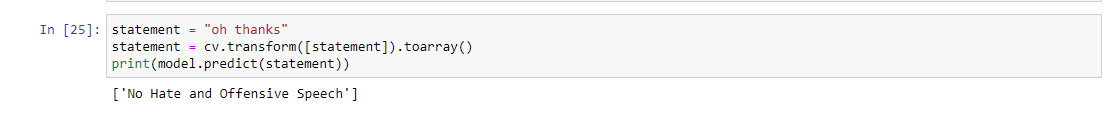 In [25]: statement = "oh thanks"
statement = cv.transform([statement]).toarray()
print(model.predict(statement))
['No Hate and Offensive Speech']